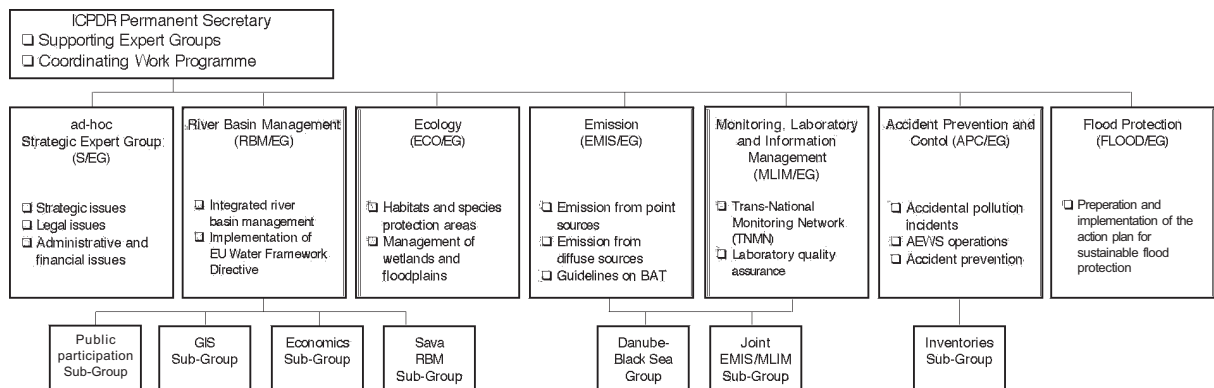 ICPDR Permanent Secretary
❑ Supporting Expert Groups
❑ Coordinating Work Programme
ad-hoc
Strategic Expert Group
(S/EG)
❑ Strategic issues
❑ Legal issues
❑ Administrative and
financial issues
River Basin Management
(RBM/EG)
❑ Integrated river
basin management
❑ Implementation of
EU Water Framework
Directive
Ecology
(ECO/EG)
❑ Habitats and species
protection areas
❑ Management of
wetlands and
floodplains
Emission
(EMIS/EG)
❑ Emission from point
sources
❑ Emission from
diffuse sources
❑ Guidelines on BAT
Monitoring, Laboratory
and Information
Management
(MLIM/EG)
❑ Trans-National
Monitoring Network
(TNMN)
❑ Laboratory quality
assurance
Accident Prevention and
Contol (APC/EG)
❑ Accidental pollution
incidents
❑ AEWS operations
❑ Accident prevention
Flood Protection
(FLOOD/EG)
❑ Preperation and
implementation of the
action plan for
sustainable flood
protection
Public
participation
Sub-Group
GIS
Sub-Group
Economics
Sub-Group
Sava
RBM
Sub-Group
Danube-
Black Sea
Group
Joint
EMIS/MLIM
Sub-Group
Inventories
Sub-Group